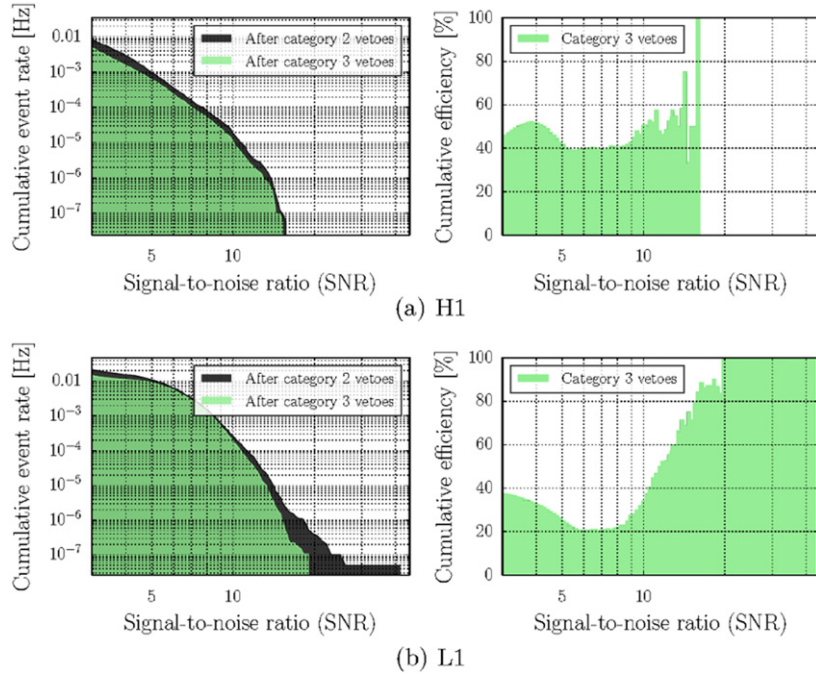 Cumulative event rate [Hz]
0.01
10^{-3}
10^{-4}
10^{-5}
10^{-6}
10^{-7}
After category 2 vetoes
After category 3 vetoes
5
10
Signal-to-noise ratio (SNR)
Cumulative efficiency [%]
100
80
60
40
20
0
Category 3 vetoes
5
10
Signal-to-noise ratio (SNR)
(a) H1
Cumulative event rate [Hz]
0.01
10^{-3}
10^{-4}
10^{-5}
10^{-6}
10^{-7}
After category 2 vetoes
After category 3 vetoes
5
10
Signal-to-noise ratio (SNR)
Cumulative efficiency [%]
100
80
60
40
20
0
Category 3 vetoes
5
10
Signal-to-noise ratio (SNR)
(b) L1